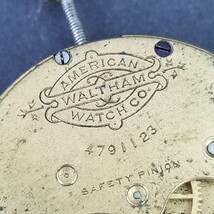 AMERICAN
WALTHAM
WATCH CO.
4791123
SAFETY PINION